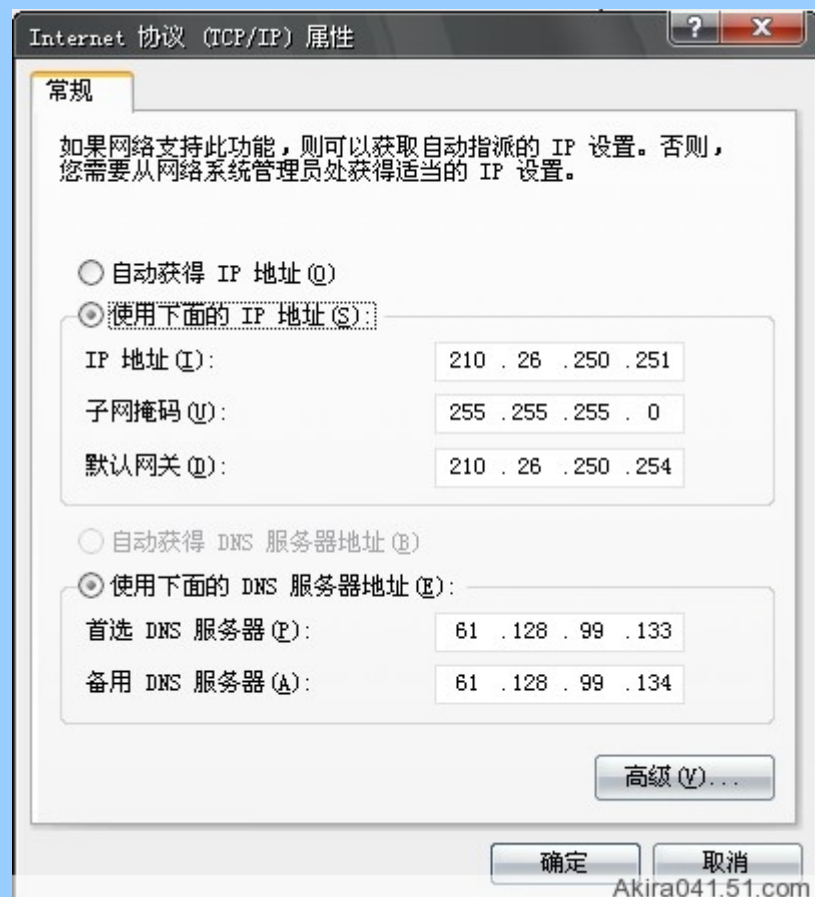 Internet 协议 (TCP/IP) 属性
常规
如果网络支持此功能，则可以获取自动指派的 IP 设置。否则，
您需要从网络系统管理员处获得适当的 IP 设置。
自动获得 IP 地址(O)
使用下面的 IP 地址(S):
IP 地址(I): 210 . 26 .250 .251
子网掩码(U): 255 .255 .255 . 0
默认网关(D): 210 . 26 .250 .254
自动获得 DNS 服务器地址(B)
使用下面的 DNS 服务器地址(E):
首选 DNS 服务器(P): 61 .128 . 99 .133
备用 DNS 服务器(A): 61 .128 . 99 .134
高级(V)...
确定 取消
Akira041.51.com